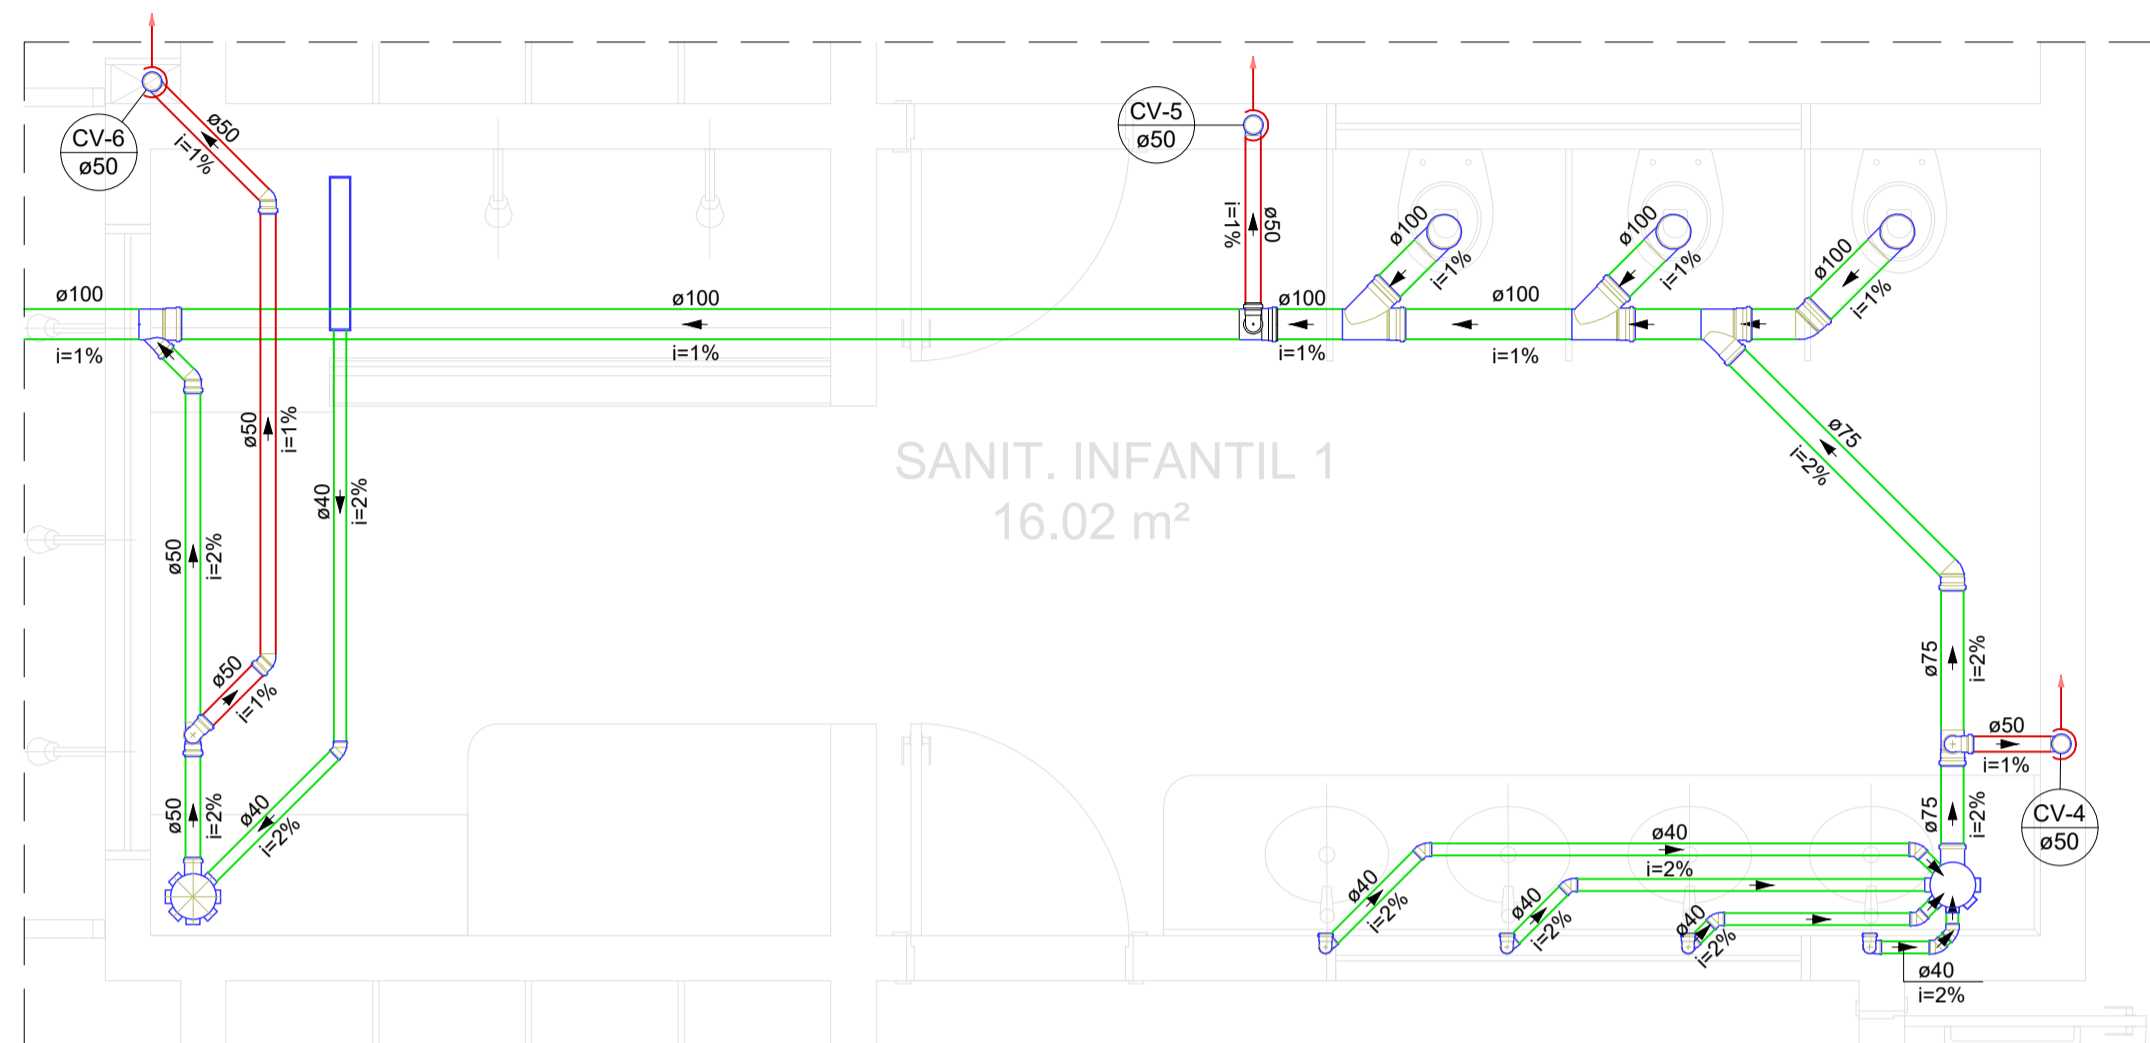 CV-6
ø50
ø50
i=1%
CV-5
ø50
ø50
i=1%
ø100
i=1%
ø100
i=1%
ø100
i=1%
ø100
i=1%
ø100
i=1%
ø100
i=1%
ø100
i=1%
ø50
i=1%
ø40
i=2%
ø50
i=2%
SANIT. INFANTIL 1
16.02 m²
ø75
i=2%
ø50
i=1%
ø75
i=2%
ø50
i=1%
CV-4
ø50
ø50
i=2%
ø40
i=2%
ø75
i=2%
ø40
i=2%
ø40
i=2%
ø40
i=2%
ø40
i=2%
ø40
i=2%